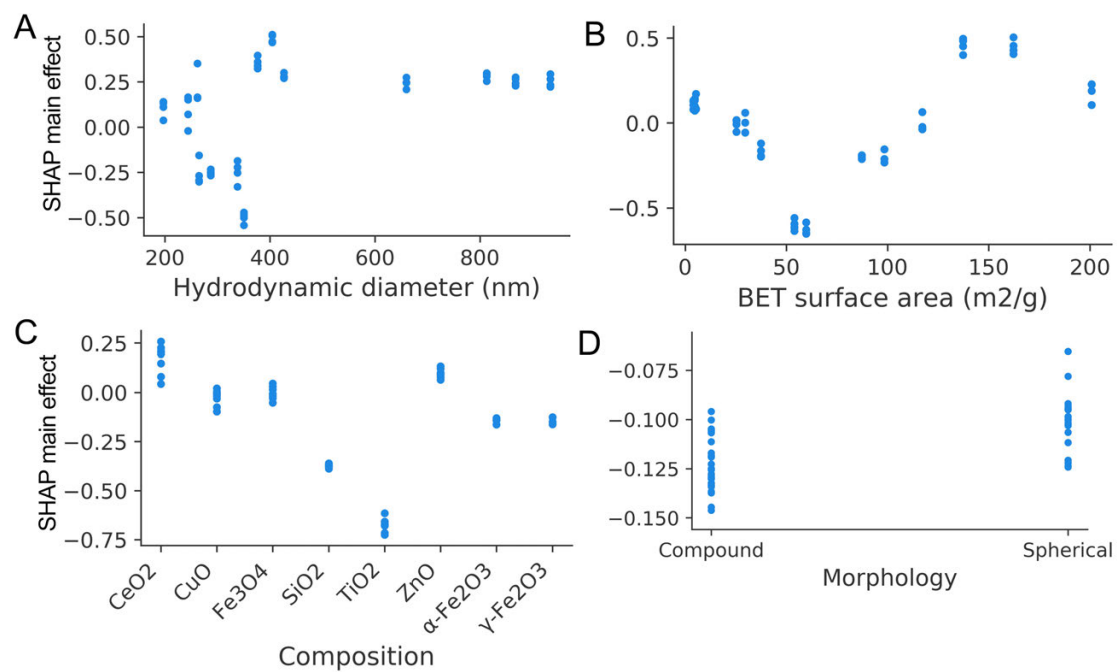 A
SHAP main effect
0.50
0.25
0.00
−0.25
−0.50
200
400
600
800
Hydrodynamic diameter (nm)
B
0.5
0.0
−0.5
0
50
100
150
200
BET surface area (m2/g)
C
SHAP main effect
0.25
0.00
−0.25
−0.50
−0.75
CeO2
CuO
Fe3O4
SiO2
TiO2
ZnO
α-Fe2O3
γ-Fe2O3
Composition
D
−0.075
−0.100
−0.125
−0.150
Compound
Spherical
Morphology